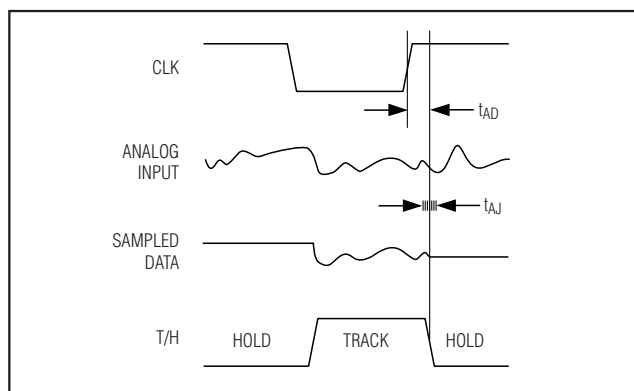 CLK
tAD
ANALOG
INPUT
tAJ
SAMPLED
DATA
T/H
HOLD
TRACK
HOLD